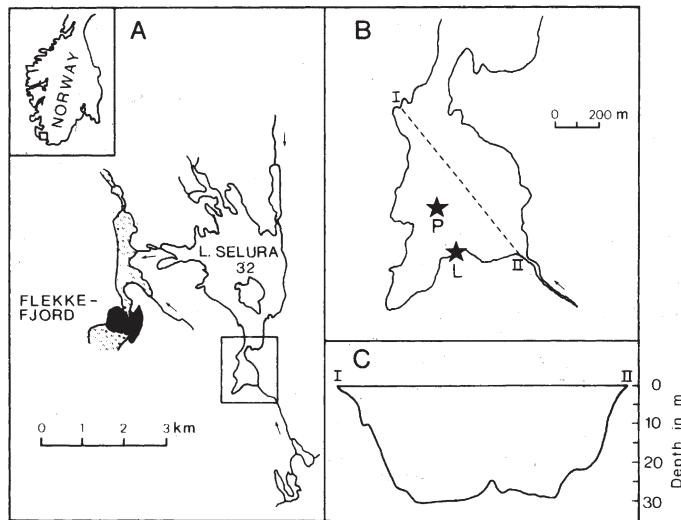 NORWAY
A
L. SELURA
32
FLEKKE-
FJORD
0 1 2 3 km
B
I
0 200 m
P
L
II
C
I
II
0
10
20
30
Depth in m